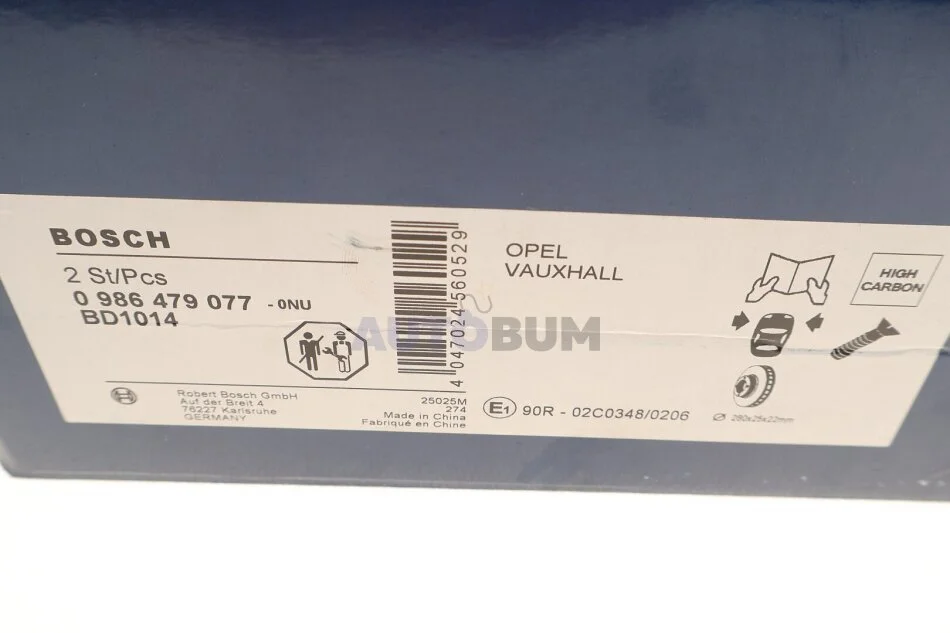 BOSCH
2 St/Pcs
0 986 479 077 - 0NU
BD1014
Robert Bosch GmbH
Auf der Breit 4
76227 Karlsruhe
GERMANY
25025M
274
Made in China
Fabriqué en Chine
4 047024 560529
OPEL
VAUXHALL
E1 90R - 02C0348/0206
HIGH
CARBON
Ø 280x25x22mm
AUTOBUM